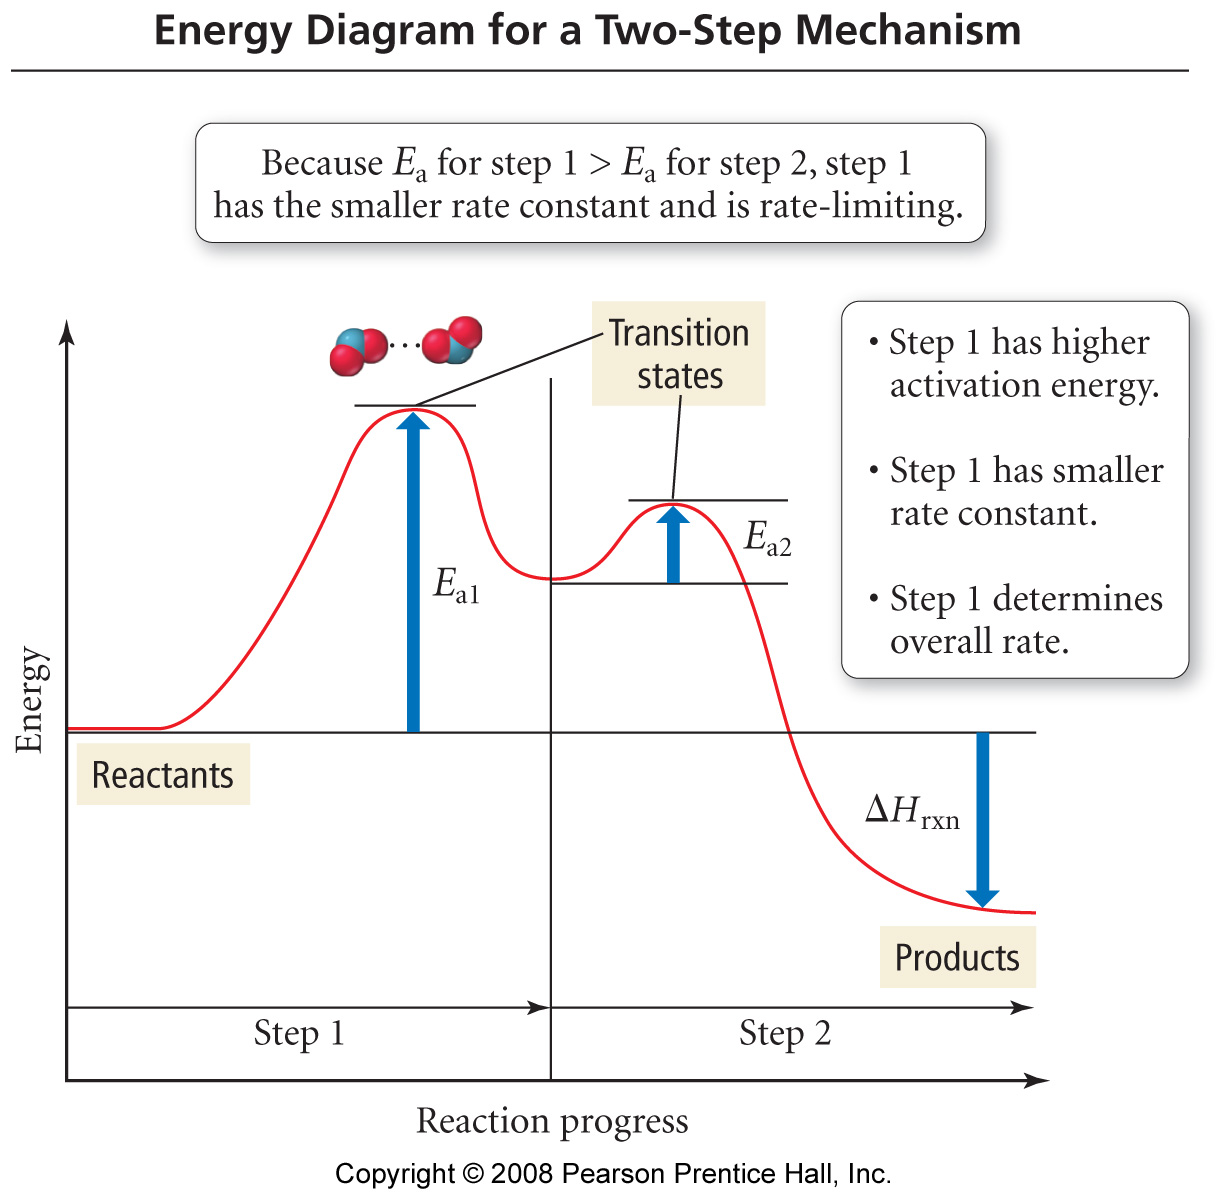 Energy Diagram for a Two-Step Mechanism
Because Ea for step 1 > Ea for step 2, step 1
has the smaller rate constant and is rate-limiting.
Transition
states
• Step 1 has higher
activation energy.
• Step 1 has smaller
rate constant.
• Step 1 determines
overall rate.
Ea1
Ea2
Energy
Reactants
ΔHrxn
Products
Step 1
Step 2
Reaction progress
Copyright © 2008 Pearson Prentice Hall, Inc.